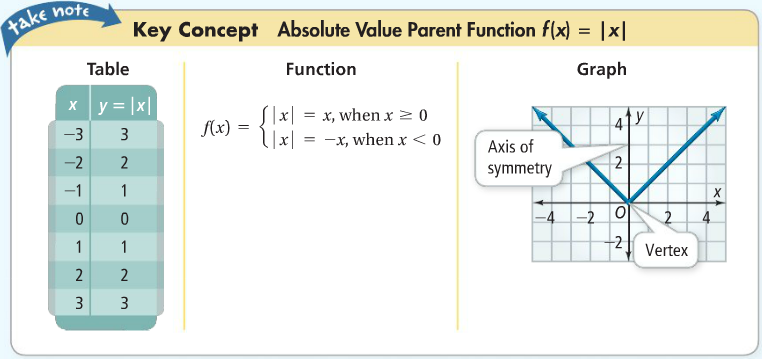 take note
Key Concept Absolute Value Parent Function f(x) = |x|
Table
x y = |x|
−3 3
−2 2
−1 1
0 0
1 1
2 2
3 3
Function
f(x) = { |x| = x, when x ≥ 0
|x| = −x, when x < 0
Graph
y
4
Axis of
symmetry
2
x
−4 −2 O 2 4
−2
Vertex